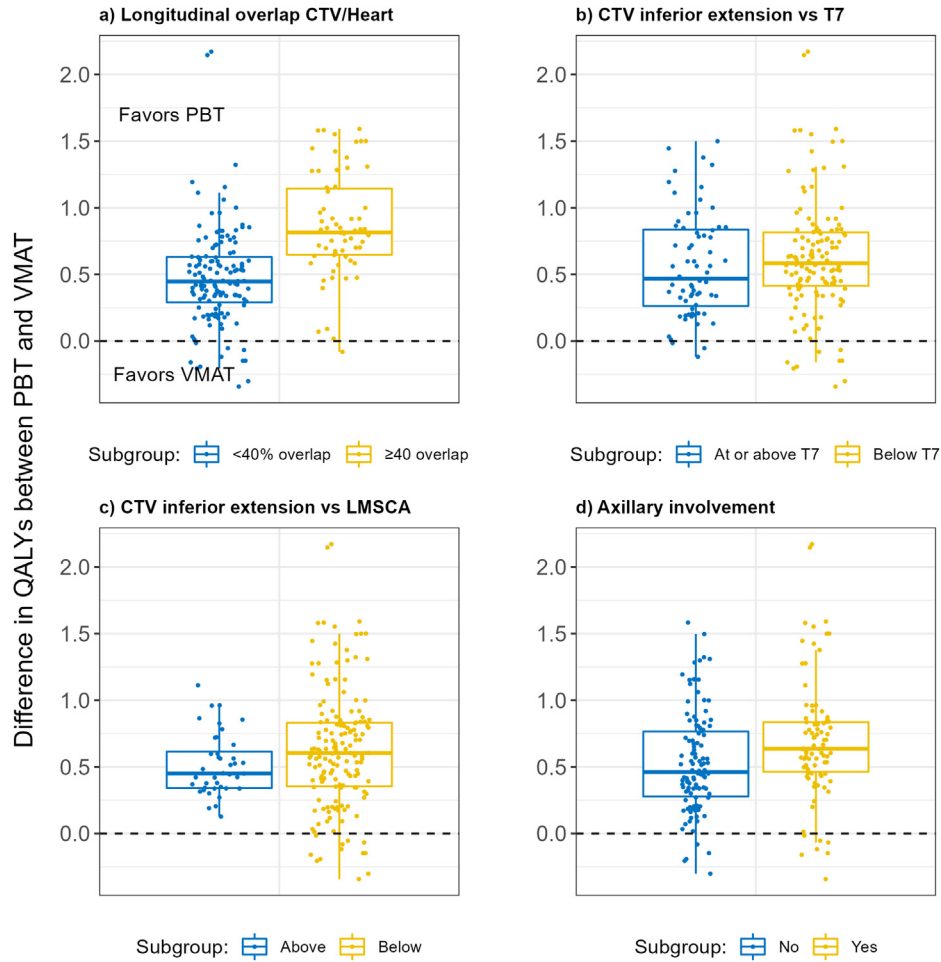 a) Longitudinal overlap CTV/Heart
b) CTV inferior extension vs T7
Difference in QALYs between PBT and VMAT
2.0
1.5
1.0
0.5
0.0
Favors PBT
Favors VMAT
2.0
1.5
1.0
0.5
0.0
Subgroup: <40% overlap ≥40 overlap
Subgroup: At or above T7 Below T7
c) CTV inferior extension vs LMSCA
d) Axillary involvement
2.0
1.5
1.0
0.5
0.0
2.0
1.5
1.0
0.5
0.0
Subgroup: Above Below
Subgroup: No Yes